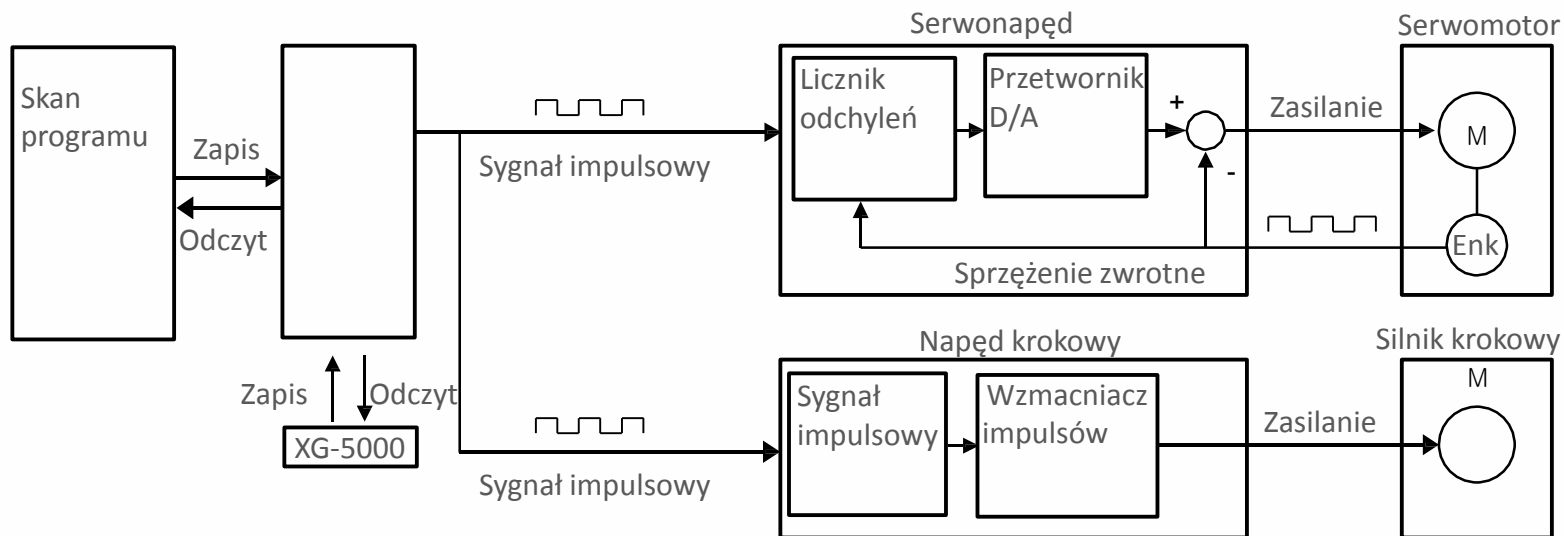 Skan
programu
Zapis
Odczyt
Zapis
Odczyt
XG-5000
Sygnał impulsowy
Sygnał impulsowy
Serwonapęd
Licznik
odchyleń
Przetwornik
D/A
+
-
Sprzężenie zwrotne
Zasilanie
Serwomotor
M
Enk
Napęd krokowy
Sygnał
impulsowy
Wzmacniacz
impulsów
Zasilanie
Silnik krokowy
M